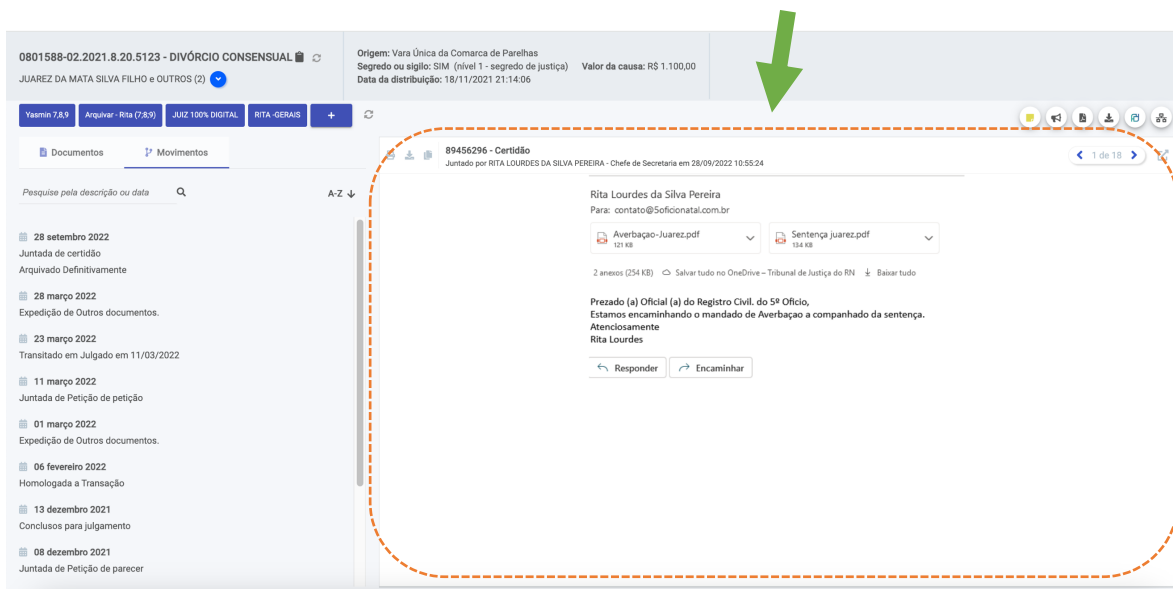 0801588-02.2021.8.20.5123 - DIVÓRCIO CONSENSUAL
JUAREZ DA MATA SILVA FILHO e OUTROS (2)
Origem: Vara Única da Comarca de Parelhas
Segredo ou sigilo: SIM (nível 1 - segredo de justiça) Valor da causa: R$ 1.100,00
Data da distribuição: 18/11/2021 21:14:06
Yasmin 7,8,9 Arquivar - Rita (7;8;9) JUIZ 100% DIGITAL RITA -GERAIS +
Documentos Movimentos
Pesquise pela descrição ou data A-Z
28 setembro 2022
Juntada de certidão
Arquivado Definitivamente
28 março 2022
Expedição de Outros documentos.
23 março 2022
Transitado em Julgado em 11/03/2022
11 março 2022
Juntada de Petição de petição
01 março 2022
Expedição de Outros documentos.
06 fevereiro 2022
Homologada a Transação
13 dezembro 2021
Conclusos para julgamento
08 dezembro 2021
Juntada de Petição de parecer
89456296 - Certidão
Juntado por RITA LOURDES DA SILVA PEREIRA - Chefe de Secretaria em 28/09/2022 10:55:24
1 de 18
Rita Lourdes da Silva Pereira
Para: contato@5oficionatal.com.br
Averbaçao-Juarez.pdf
121 KB
Sentença juarez.pdf
134 KB
2 anexos (254 KB) Salvar tudo no OneDrive – Tribunal de Justiça do RN Baixar tudo
Prezado (a) Oficial (a) do Registro Civil. do 5º Oficio,
Estamos encaminhando o mandado de Averbaçao a companhado da sentença.
Atenciosamente
Rita Lourdes
Responder Encaminhar